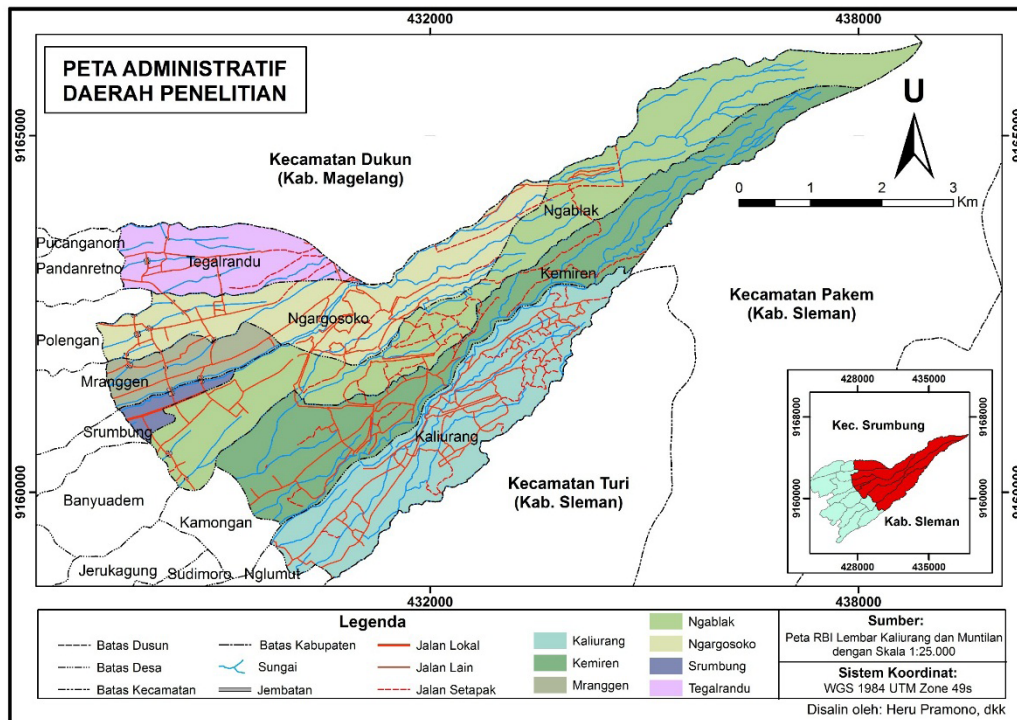 432000
438000
PETA ADMINISTRATIF
DAERAH PENELITIAN
U
9165000
9165000
Kecamatan Dukun
(Kab. Magelang)
0 1 2 3
Km
Ngablak
Pucanganom
Pandanretno
Tegalrandu
Kemiren
Kecamatan Pakem
(Kab. Sleman)
Ngargosoko
Polengan
Mranggen
Srumbung
Kaliurang
428000
435000
9168000
9168000
Kec. Srumbung
9160000
9160000
Kab. Sleman
428000
435000
Kecamatan Turi
(Kab. Sleman)
9160000
9160000
Banyuadem
Kamongan
Jerukagung
Sudimoro
Nglumut
432000
438000
Legenda
Batas Dusun
Batas Desa
Batas Kecamatan
Batas Kabupaten
Sungai
Jembatan
Jalan Lokal
Jalan Lain
Jalan Setapak
Kaliurang
Kemiren
Mranggen
Ngablak
Ngargosoko
Srumbung
Tegalrandu
Sumber:
Peta RBI Lembar Kaliurang dan Muntilan
dengan Skala 1:25.000
Sistem Koordinat:
WGS 1984 UTM Zone 49s
Disalin oleh: Heru Pramono, dkk